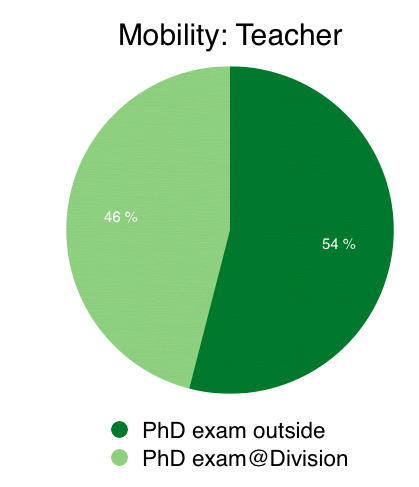 Mobility: Teacher
46 %
54 %
PhD exam outside
PhD exam@Division